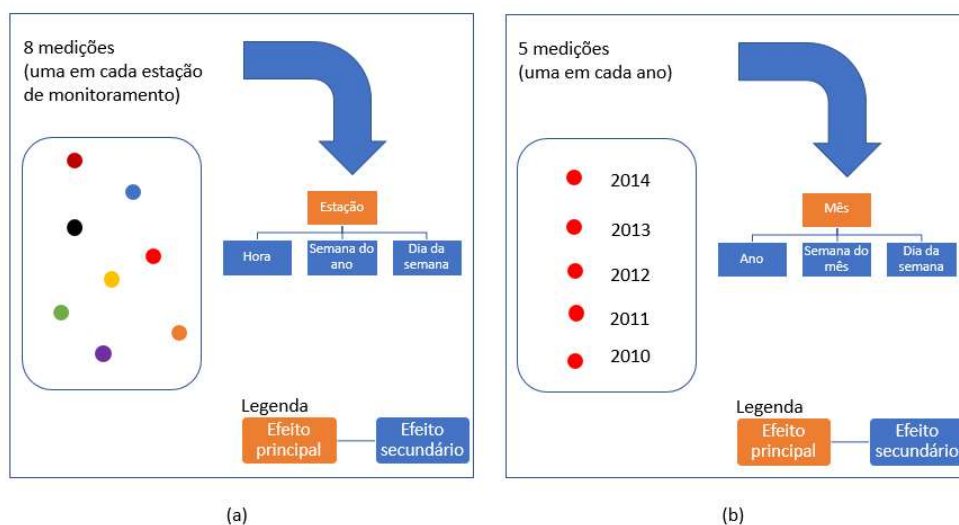 8 medições
(uma em cada estação
de monitoramento)
Estação
Hora
Semana do
ano
Dia da
semana
Legenda
Efeito
principal
Efeito
secundário
(a)
5 medições
(uma em cada ano)
2014
2013
2012
2011
2010
Mês
Ano
Semana do
mês
Dia da
semana
Legenda
Efeito
principal
Efeito
secundário
(b)